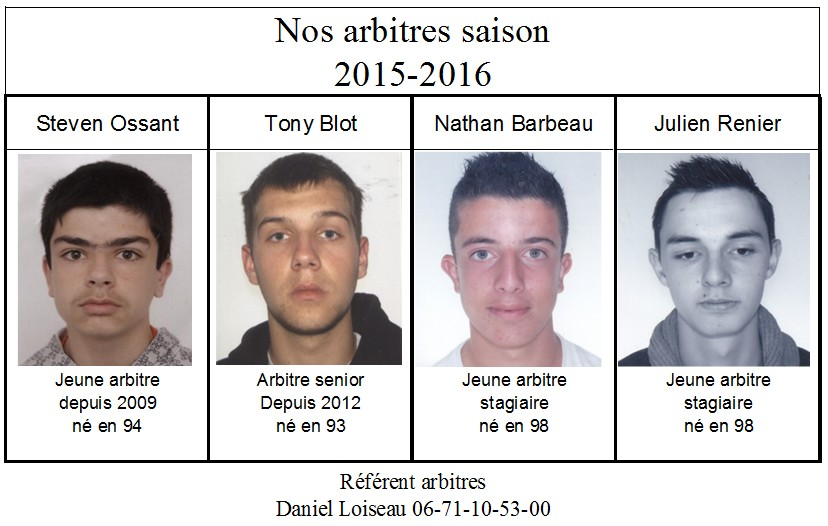 Nos arbitres saison
2015-2016
Steven Ossant
Tony Blot
Nathan Barbeau
Julien Renier
Jeune arbitre
depuis 2009
né en 94
Arbitre senior
Depuis 2012
né en 93
Jeune arbitre
stagiaire
né en 98
Jeune arbitre
stagiaire
né en 98
Référent arbitres
Daniel Loiseau 06-71-10-53-00